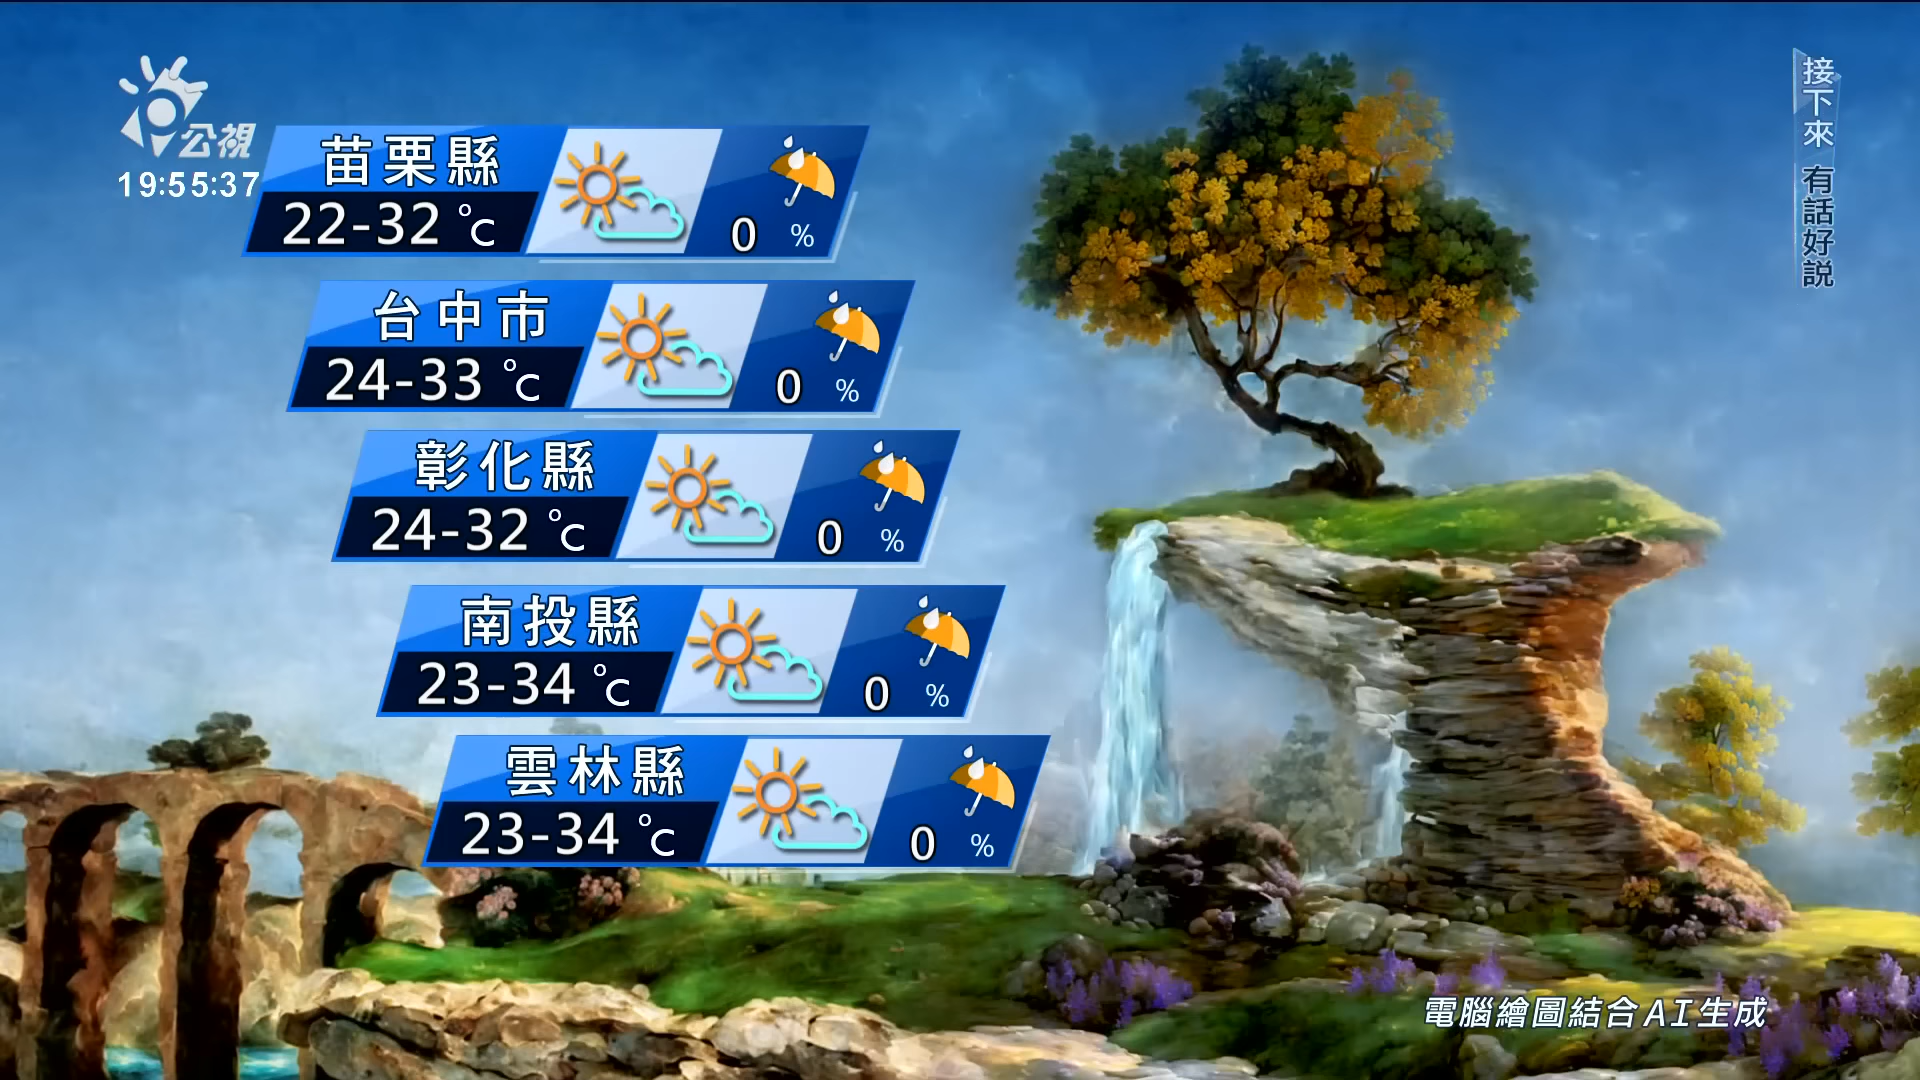 公視
19:55:37
苗栗縣
22-32 ℃
0 %
台中市
24-33 ℃
0 %
彰化縣
24-32 ℃
0 %
南投縣
23-34 ℃
0 %
雲林縣
23-34 ℃
0 %
接下來 有話好說
電腦繪圖結合AI生成